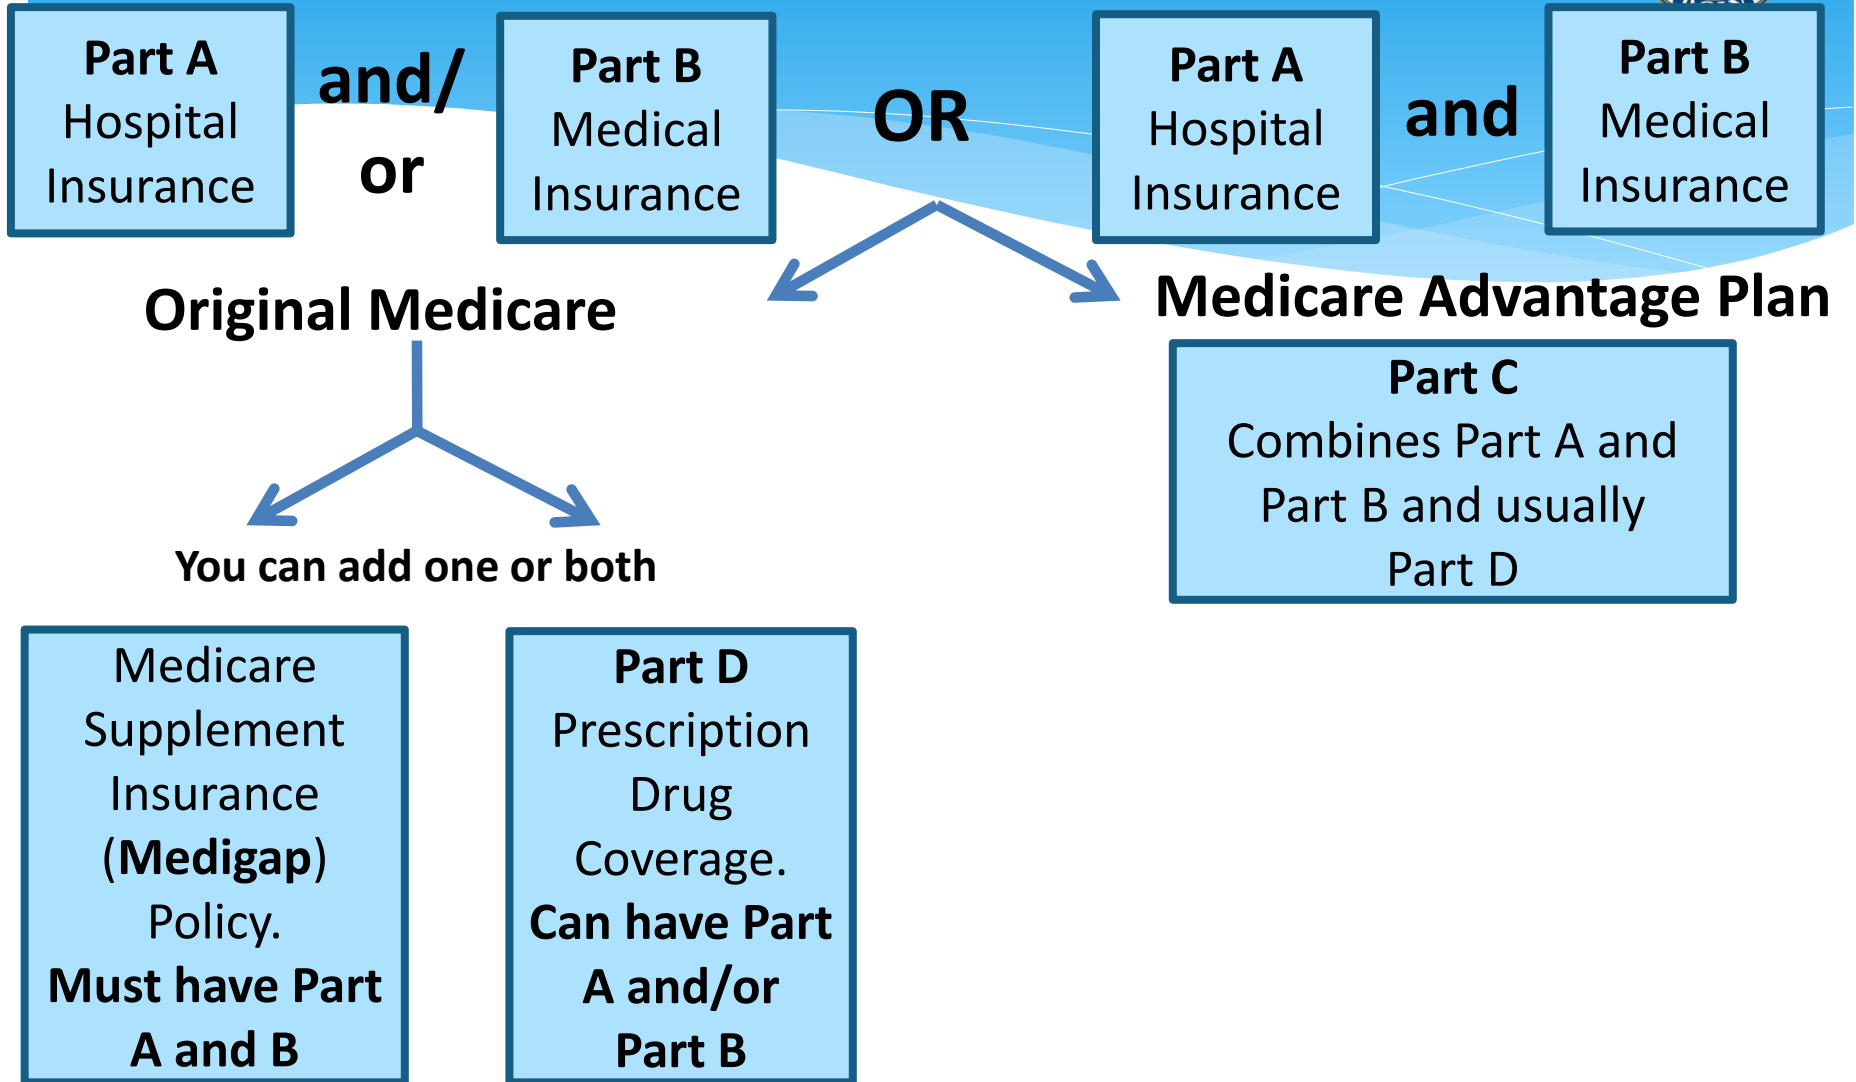 Part A
Hospital
Insurance
and/
or
Part B
Medical
Insurance
OR
Part A
Hospital
Insurance
and
Part B
Medical
Insurance
Original Medicare
Medicare Advantage Plan
Part C
Combines Part A and
Part B and usually
Part D
You can add one or both
Medicare
Supplement
Insurance
(Medigap)
Policy.
Must have Part
A and B
Part D
Prescription
Drug
Coverage.
Can have Part
A and/or
Part B